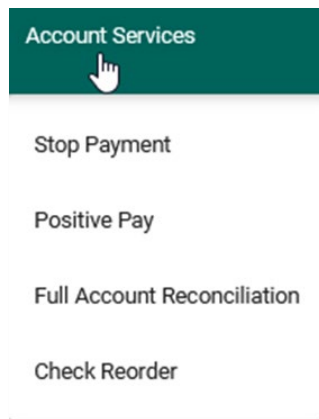 Account Services
Stop Payment
Positive Pay
Full Account Reconciliation
Check Reorder